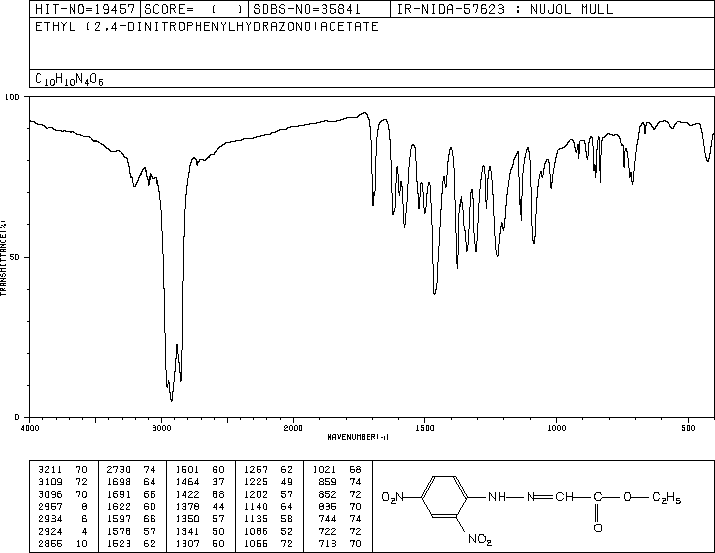 HIT-NO=19457 SCORE= ( ) SDBS-NO=35841 IR-NIDA-57623 : NUJOL MULL
ETHYL (2,4-DINITROPHENYLHYDRAZONO)ACETATE
C10H10N4O6
100
50
0
TRANSMITTANCE(%)
4000 3000 2000 1500 1000 500
WAVENUMBER(-1)
3211 70 2730 74 1601 60 1267 62 1021 68
3109 72 1698 64 1464 37 1225 49 859 74
3096 70 1691 66 1422 88 1202 57 852 72
2957 8 1622 60 1378 44 1140 64 836 70
2934 6 1597 66 1350 57 1135 58 744 74
2924 4 1578 57 1341 50 1086 52 722 72
2866 10 1523 62 1307 50 1066 72 713 70
O2N NH N CH C O C2H5
O
NO2